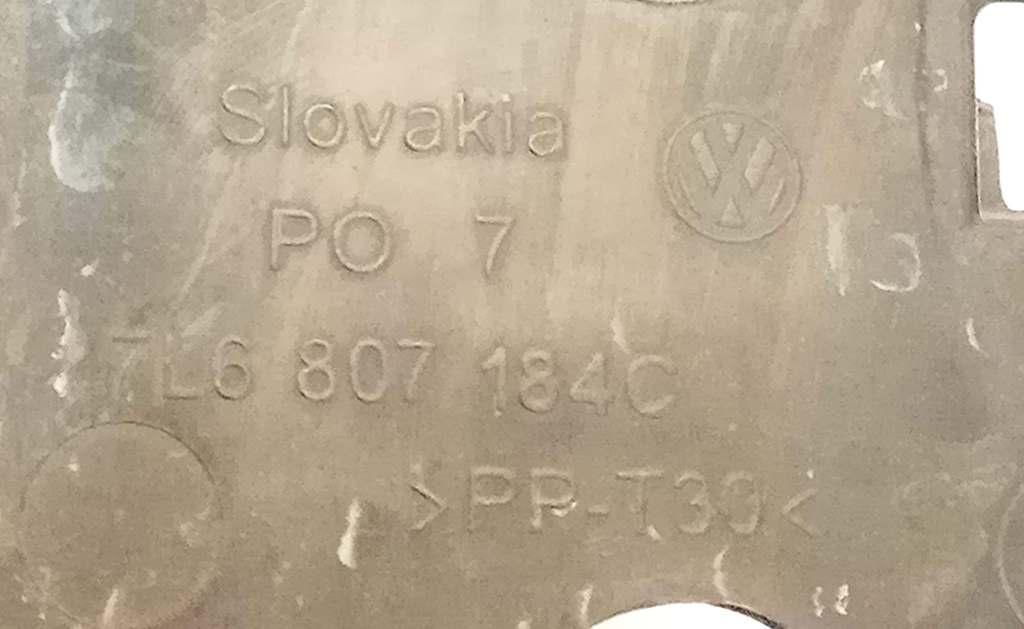 Slovakia
PO 7
7L6 807 184C
>PP-T30<